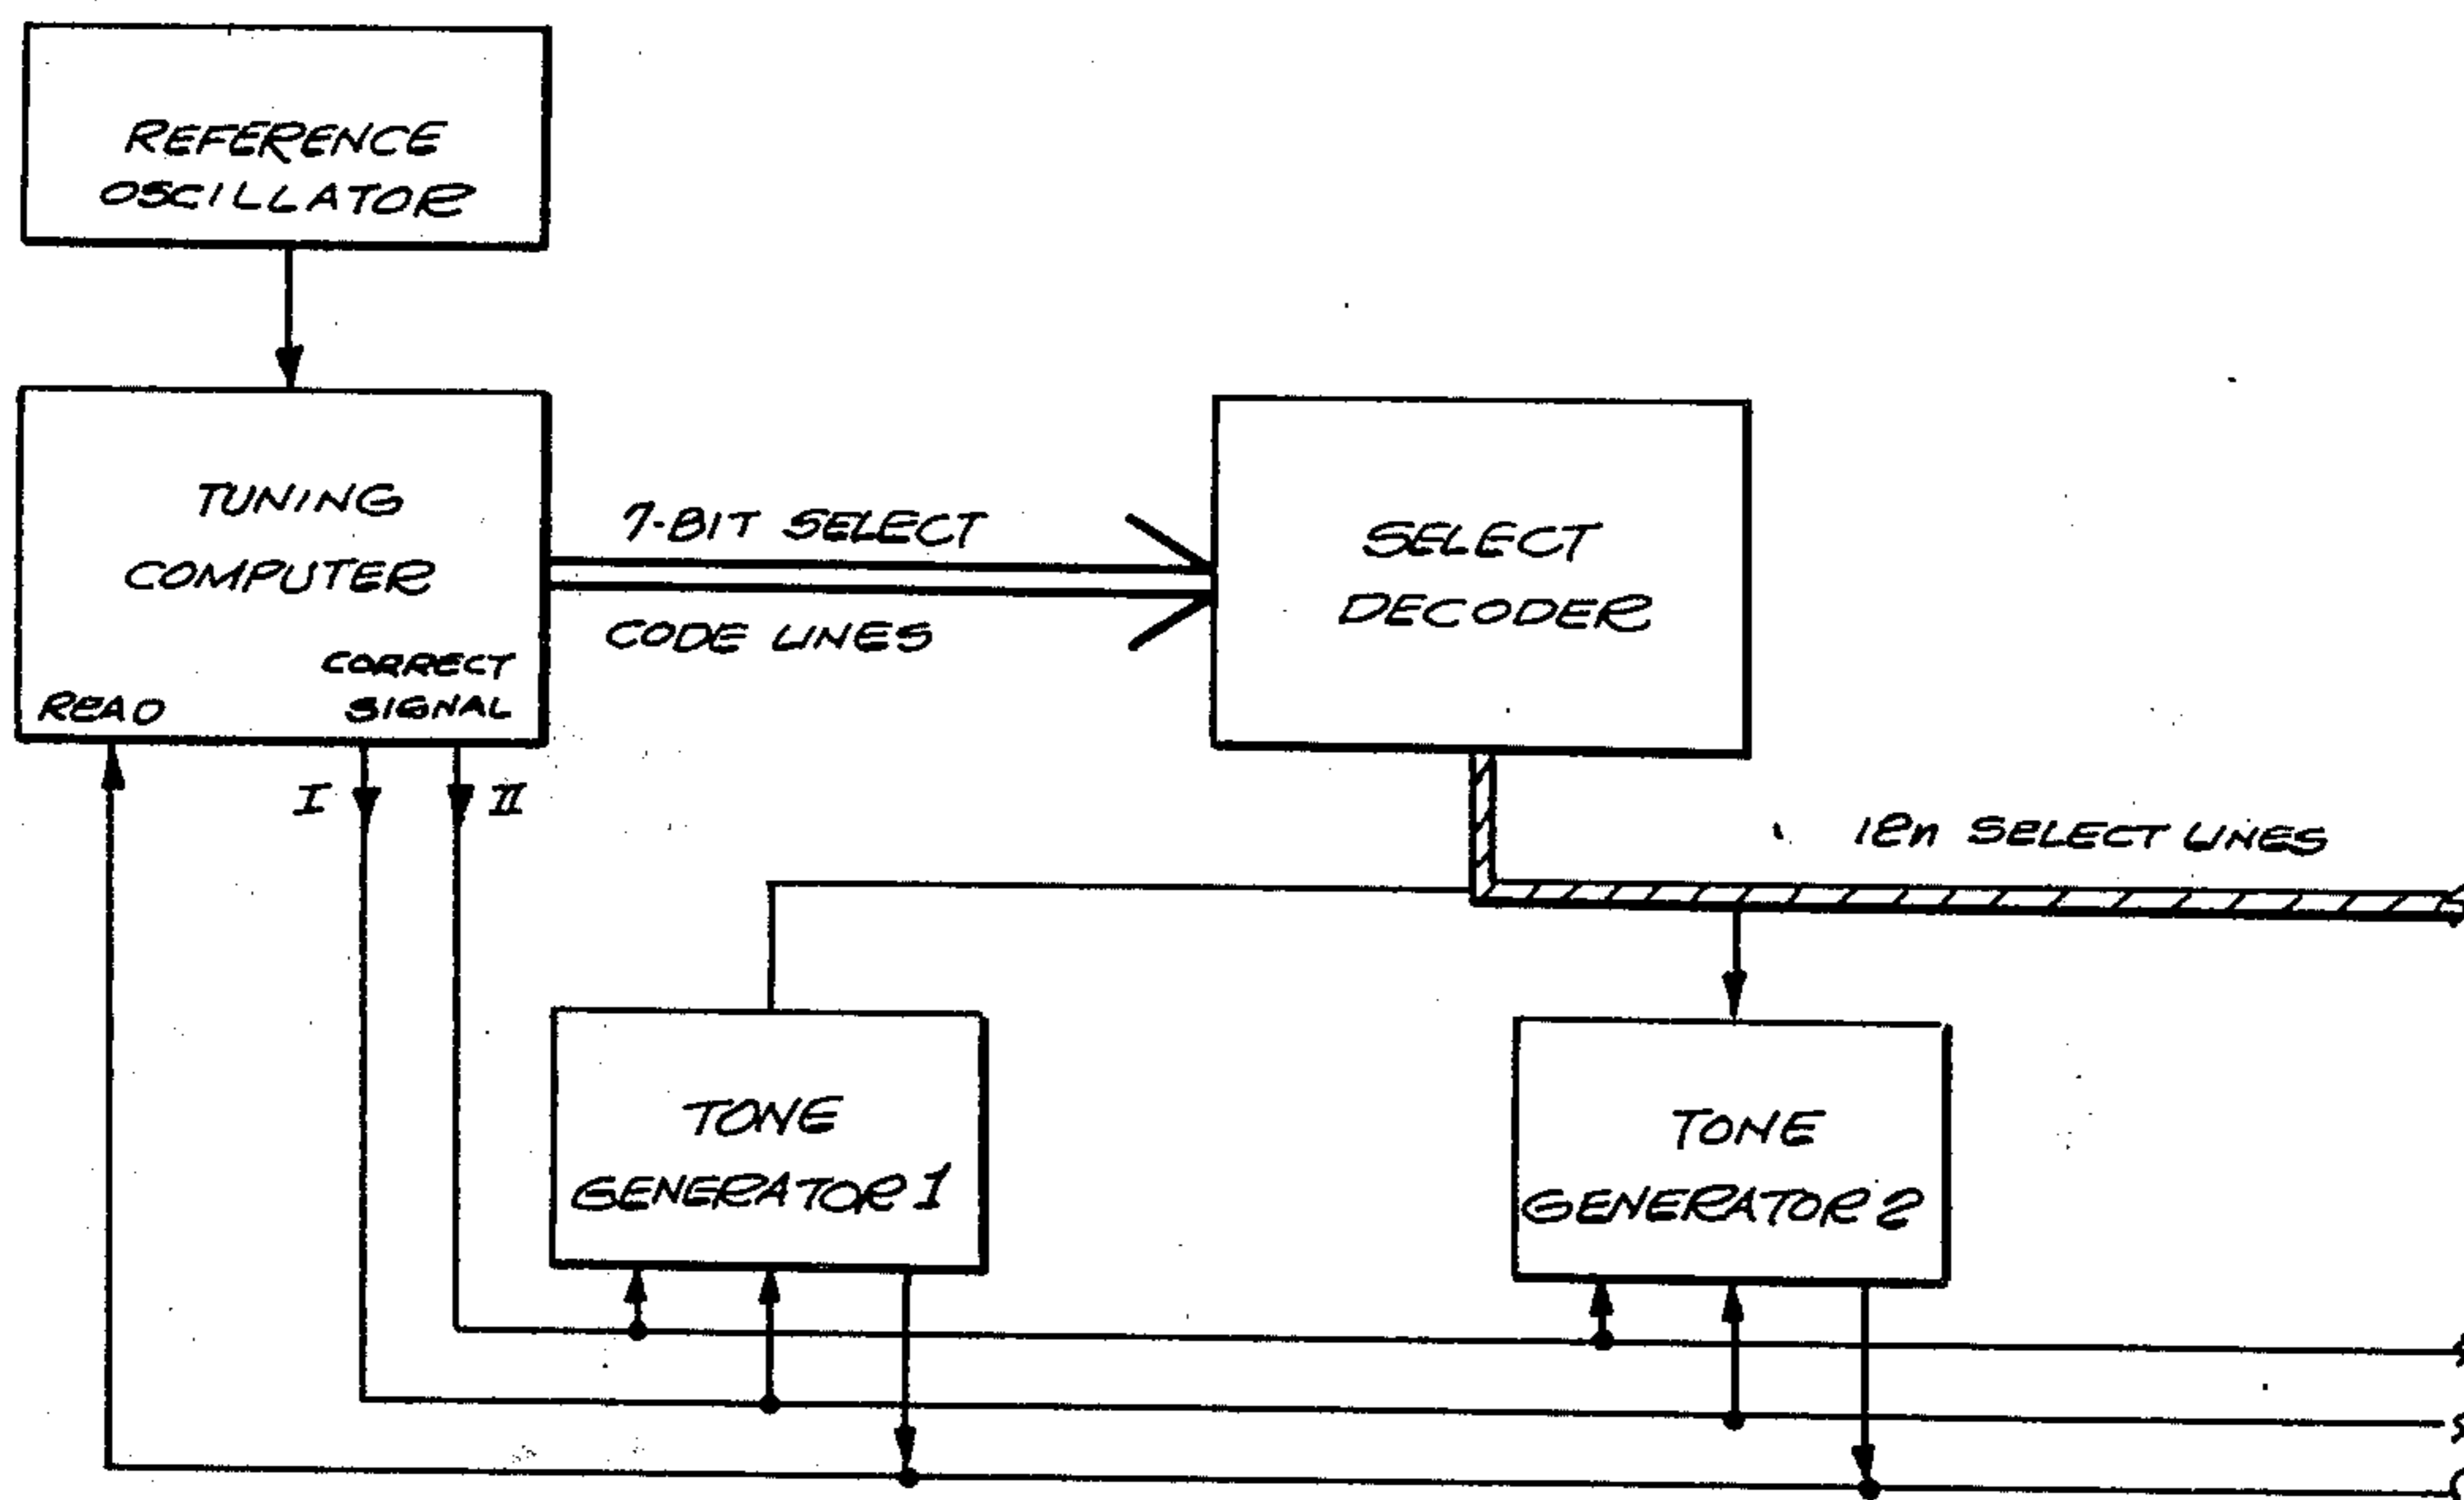 REFERENCE
OSCILLATOR
TUNING
COMPUTER
CORRECT
SIGNAL
READ
I
II
7-BIT SELECT
CODE LINES
SELECT
DECODER
SELECT LINES
TONE
GENERATOR 1
TONE
GENERATOR 2